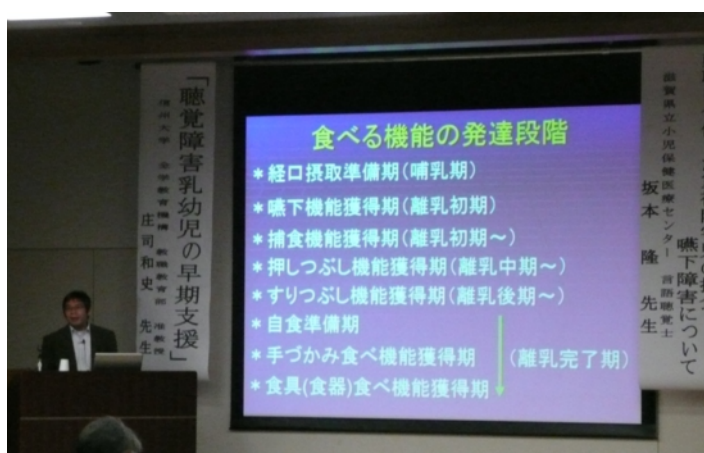 「聴覚障害乳幼児の早期支援」
庄司和史 先生
食べる機能の発達段階
*経口摂取準備期(哺乳期)
*嚥下機能獲得期(離乳初期)
*捕食機能獲得期(離乳初期~)
*押しつぶし機能獲得期(離乳中期~)
*すりつぶし機能獲得期(離乳後期~)
*自食準備期
*手づかみ食べ機能獲得期 (離乳完了期)
*食具(食器)食べ機能獲得期
嚥下障害について
滋賀県立小児保健医療センター 言語聴覚士
坂本 隆 先生